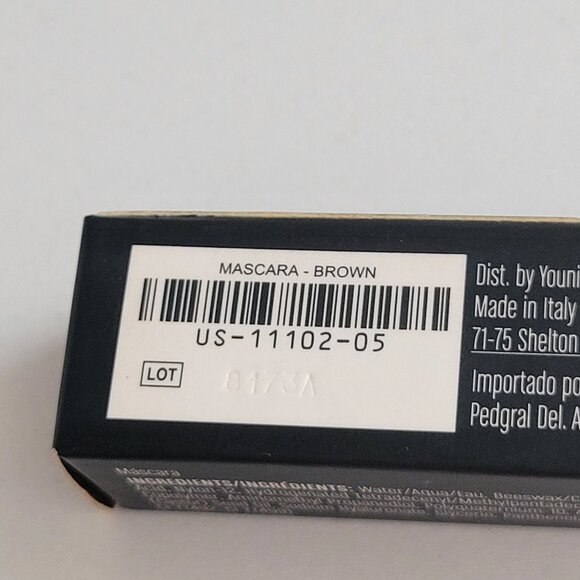 MASCARA - BROWN
US-11102-05
LOT 8173A
Dist. by Youni
Made in Italy
71-75 Shelton
Importado po
Pedgral Del. A
Mascara
INGREDIENTS/INGRÉDIENTS: Water/Aqua/Eau, Beeswax/C